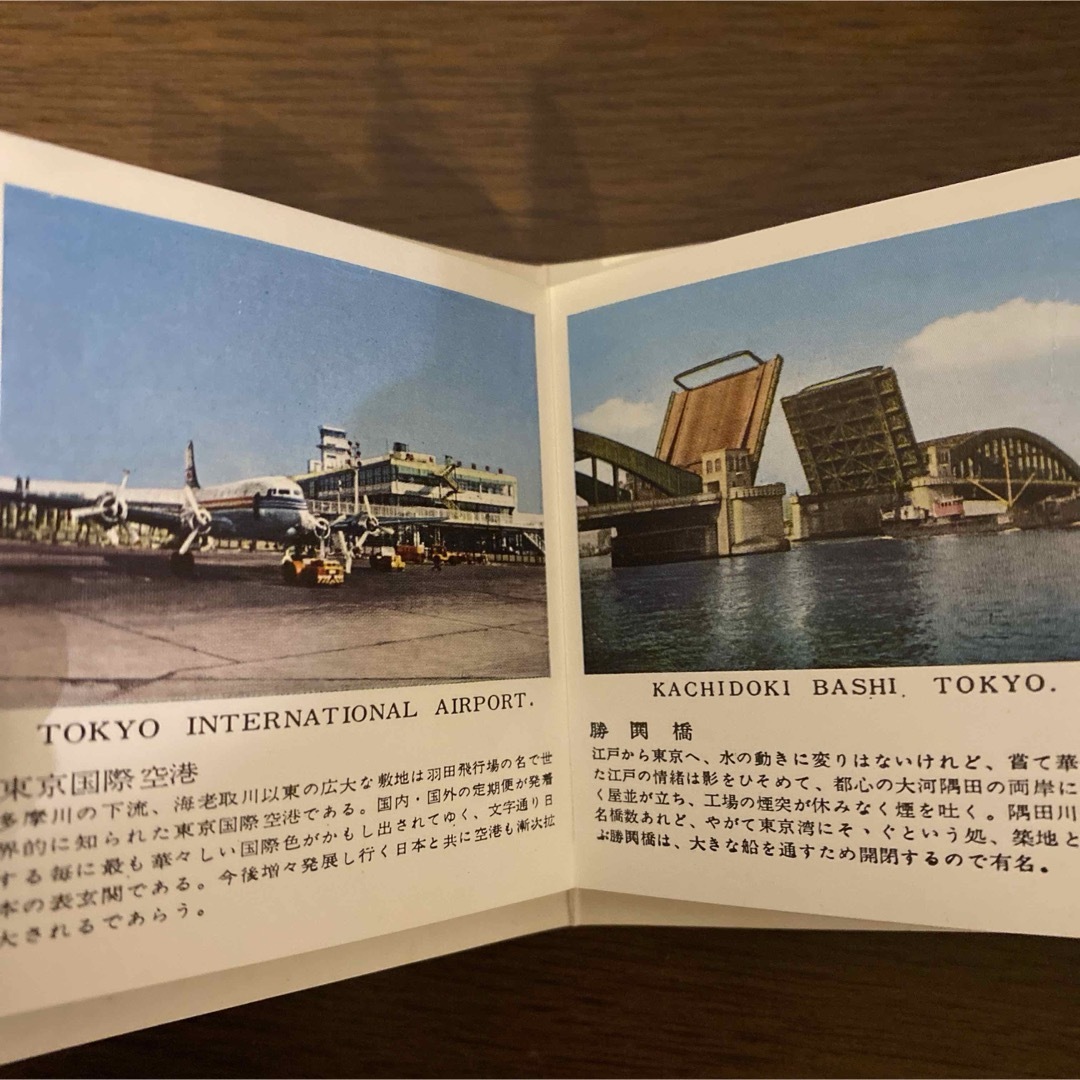 TOKYO INTERNATIONAL AIRPORT.
東京国際空港
多摩川の下流、海老取川以東の広大な敷地は羽田飛行場の名で世
界的に知られた東京国際空港である。国内・国外の定期便が発着
する毎に最も華々しい国際色がかもし出されてゆく、文字通り日
本の表玄関である。今後増々発展し行く日本と共に空港も漸次拡
大されるであらう。
KACHIDOKI BASHI, TOKYO.
勝鬨橋
江戸から東京へ、水の動きに変りはないけれど、嘗て華
た江戸の情緒は影をひそめて、都心の大河隅田の両岸に
く屋並が立ち、工場の煙突が休みなく煙を吐く。隅田川
名橋数あれど、やがて東京湾にそゝぐという処、築地と
ぶ勝鬨橋は、大きな船を通すため開閉するので有名。